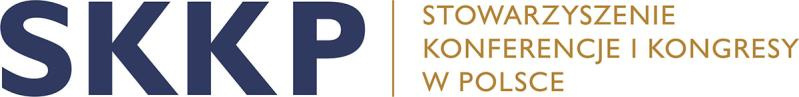 SKKP
STOWARZYSZENIE
KONFERENCJE I KONGRESY
W POLSCE